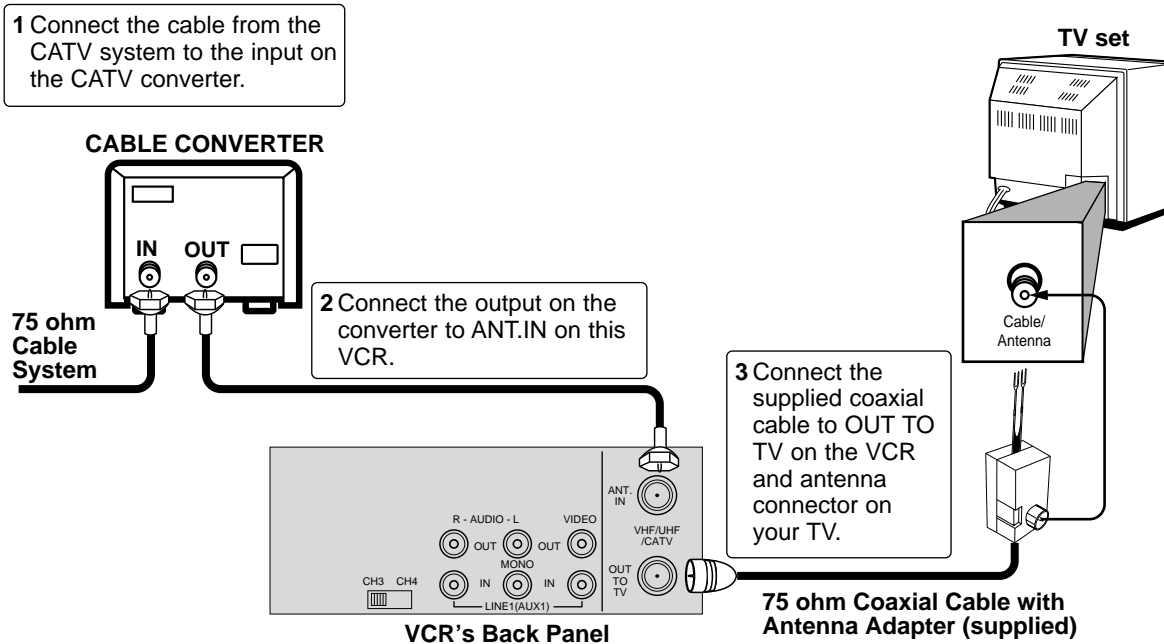 1 Connect the cable from the
CATV system to the input on
the CATV converter.
TV set
CABLE CONVERTER
IN OUT
75 ohm
Cable
System
2 Connect the output on the
converter to ANT.IN on this
VCR.
Cable/
Antenna
3 Connect the
supplied coaxial
cable to OUT TO
TV on the VCR
and antenna
connector on
your TV.
ANT.
IN
R - AUDIO - L VIDEO
OUT OUT
VHF/UHF
/CATV
MONO
IN IN
OUT
TO
TV
CH3 CH4
LINE1(AUX1)
VCR's Back Panel
75 ohm Coaxial Cable with
Antenna Adapter (supplied)